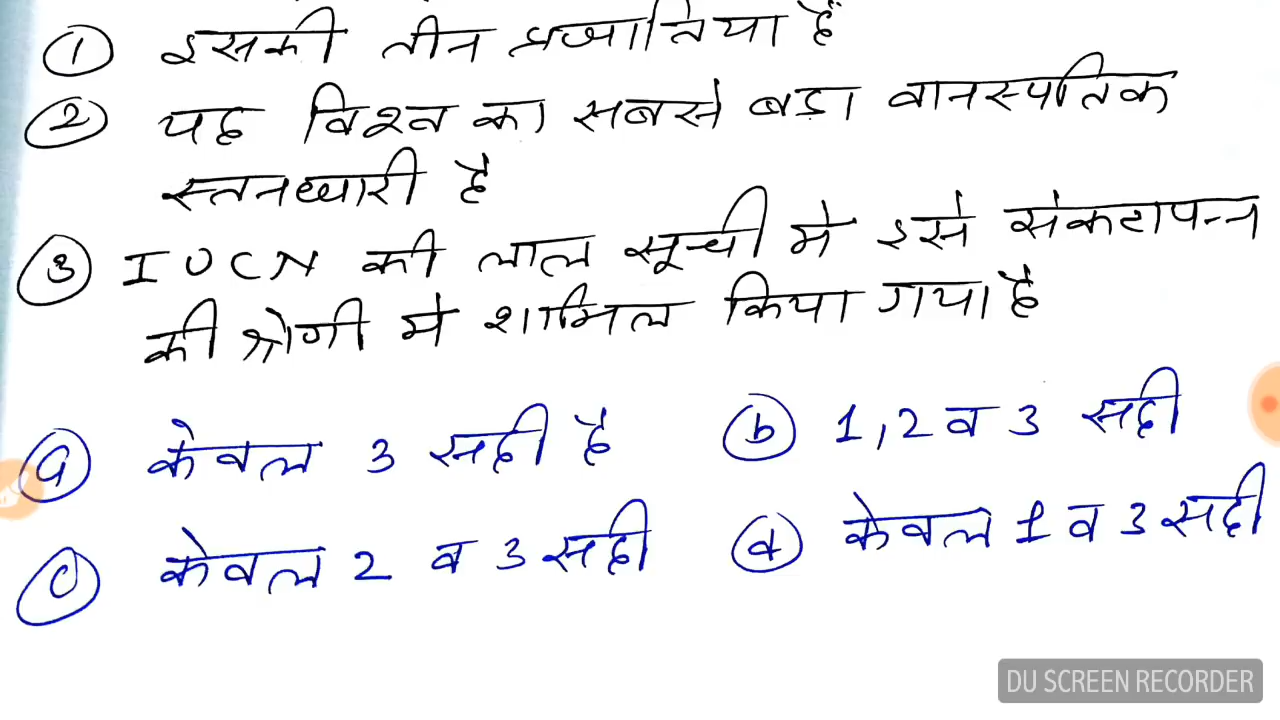 ① इसकी तीन प्रजातिया हैं
② यह विश्व का सबसे बड़ा वानस्पतिक
स्तनधारी है
③ IUCN की लाल सूची मे इसे संकटापन्न
की श्रेणी मे शामिल किया गया है
ⓐ केवल 3 सही है ⓑ 1,2 व 3 सही
ⓒ केवल 2 व 3 सही ⓓ केवल 1 व 3 सही
DU SCREEN RECORDER